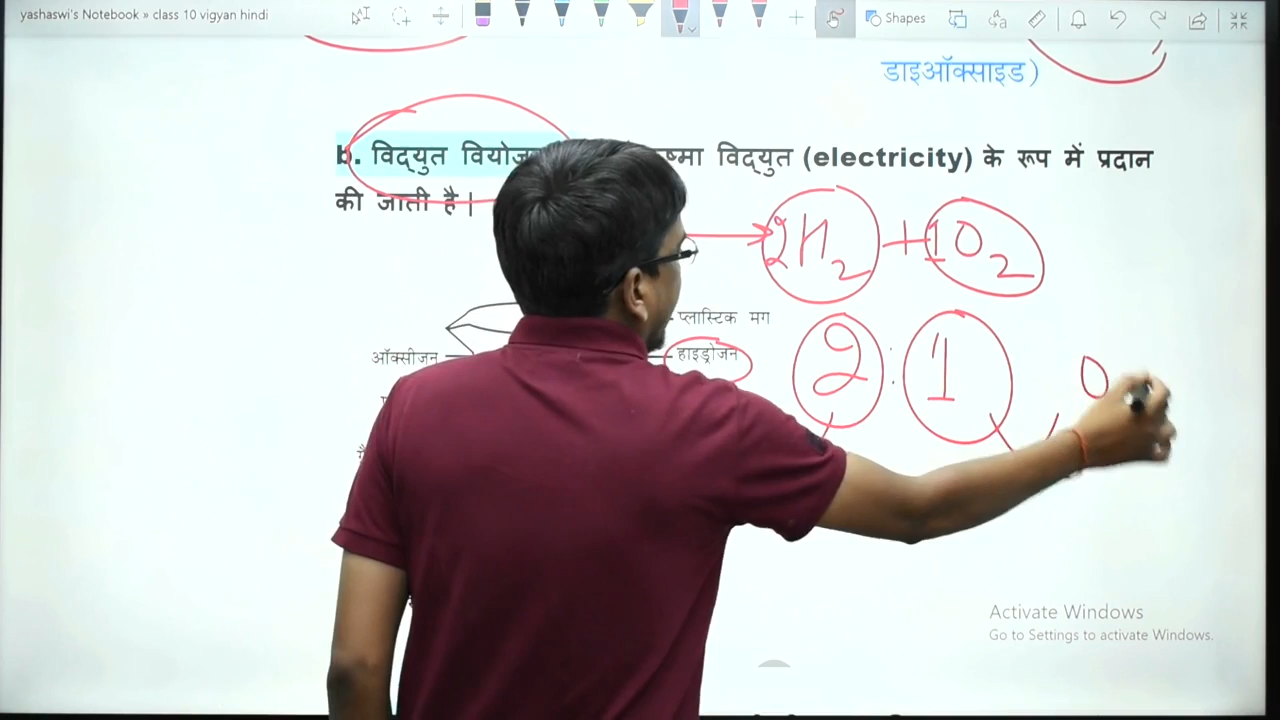 yashaswi's Notebook » class 10 vigyan hindi
Shapes
डाइऑक्साइड)
b. विद्युत विद्युत (electricity) के रूप में प्रदान
की जाती है |
2H2 + 1O2
प्लास्टिक मग
ऑक्सीजन
हाइड्रोजन
2 : 1
O
Activate Windows
Go to Settings to activate Windows.